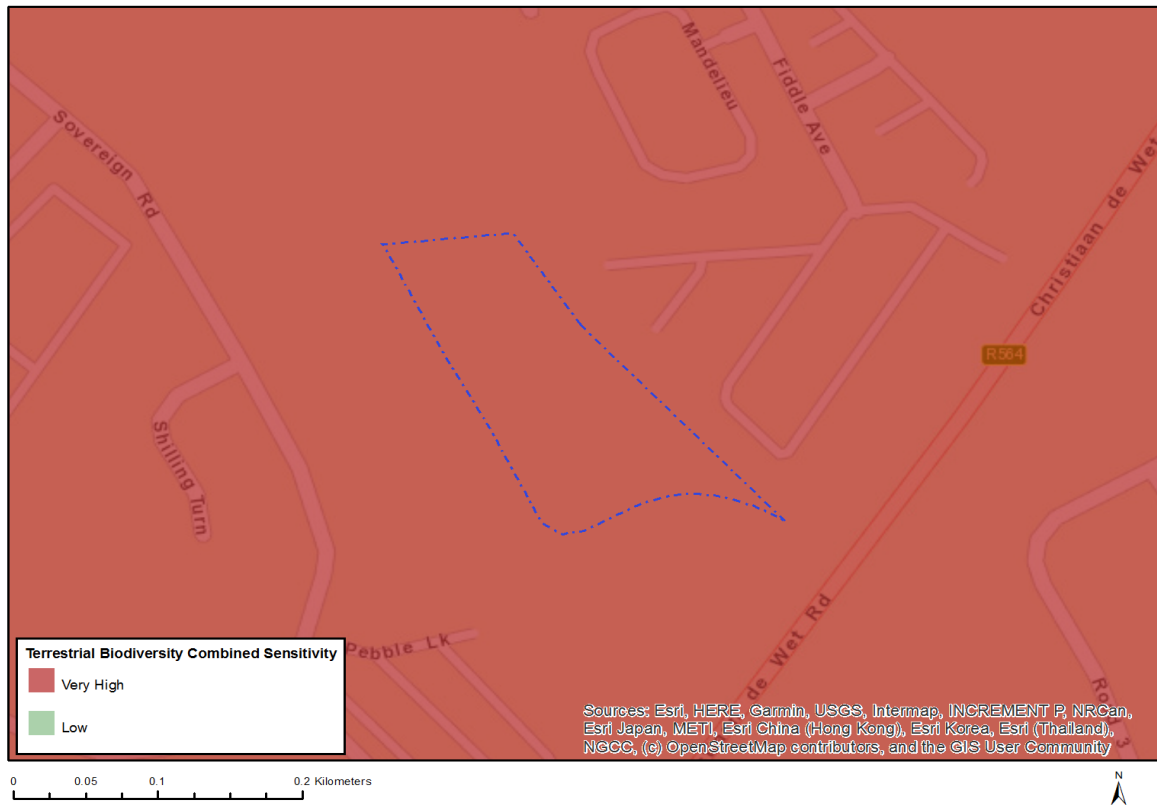 Mandelieu
Fiddle Ave
Sovereign Rd
Christiaan de Wet
R564
Shilling Turn
de Wet Rd
Pebble Lk
Road 3
Terrestrial Biodiversity Combined Sensitivity
Very High
Low
Sources: Esri, HERE, Garmin, USGS, Intermap, INCREMENT P, NRCan,
Esri Japan, METI, Esri China (Hong Kong), Esri Korea, Esri (Thailand),
NGCC, (c) OpenStreetMap contributors, and the GIS User Community
0 0.05 0.1 0.2 Kilometers
N